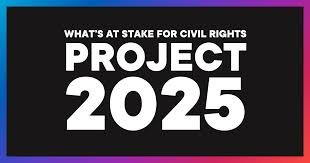 WHAT'S AT STAKE FOR CIVIL RIGHTS
PROJECT
2025